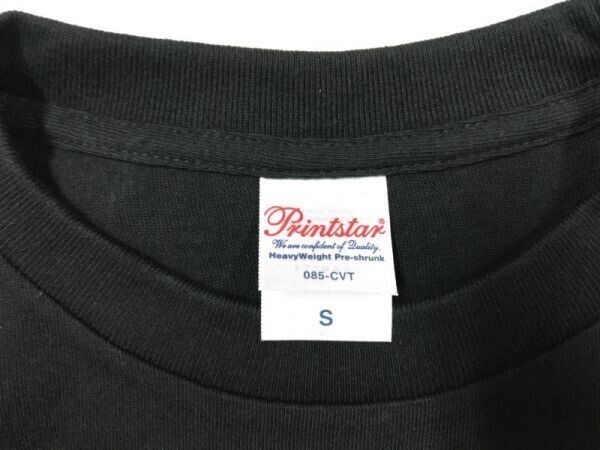 Printstar®
We are confident of Quality.
HeavyWeight Pre-shrunk
085-CVT
S